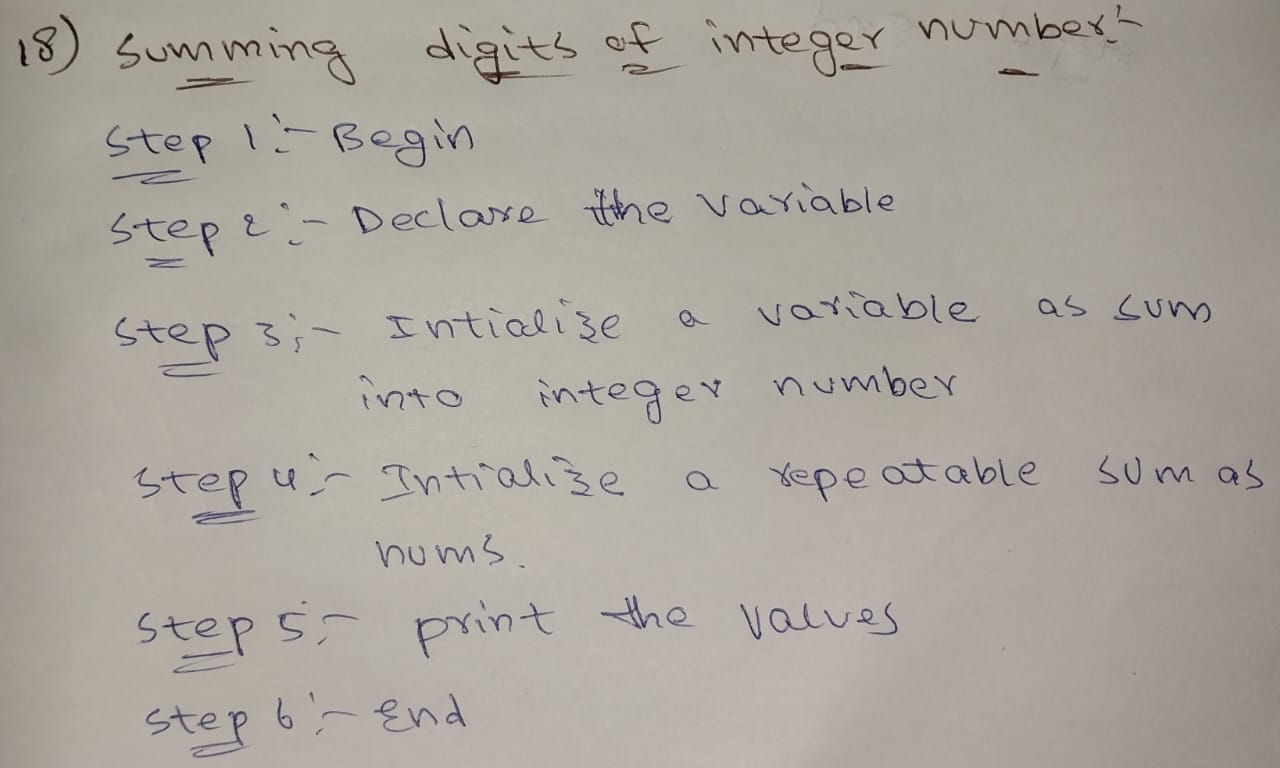 18) Summing digits of integer number:-
Step 1:- Begin
Step 2:- Declare the variable
Step 3:- Intialize a variable as sum
into integer number
Step 4:- Intialize a repeatable sum as
nums.
Step 5:- print the values
Step 6:- End